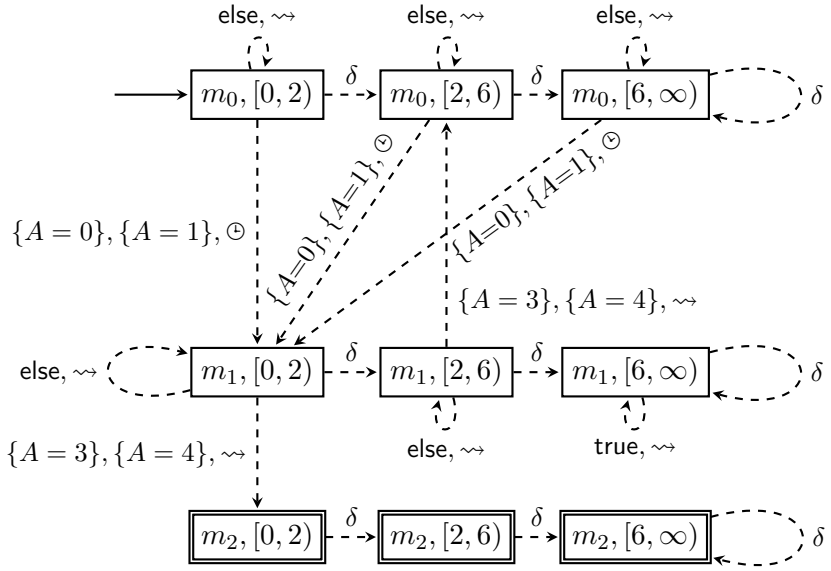 else, ⇝ else, ⇝ else, ⇝
m₀, [0, 2) δ m₀, [2, 6) δ m₀, [6, ∞) δ
{A = 0}, {A = 1}, ◷
{A=0}, {A=1}, ◷
{A=0}, {A=1}, ◷
{A = 3}, {A = 4}, ⇝
else, ⇝ m₁, [0, 2) δ m₁, [2, 6) δ m₁, [6, ∞) δ
else, ⇝ true, ⇝
{A = 3}, {A = 4}, ⇝
m₂, [0, 2) δ m₂, [2, 6) δ m₂, [6, ∞) δ